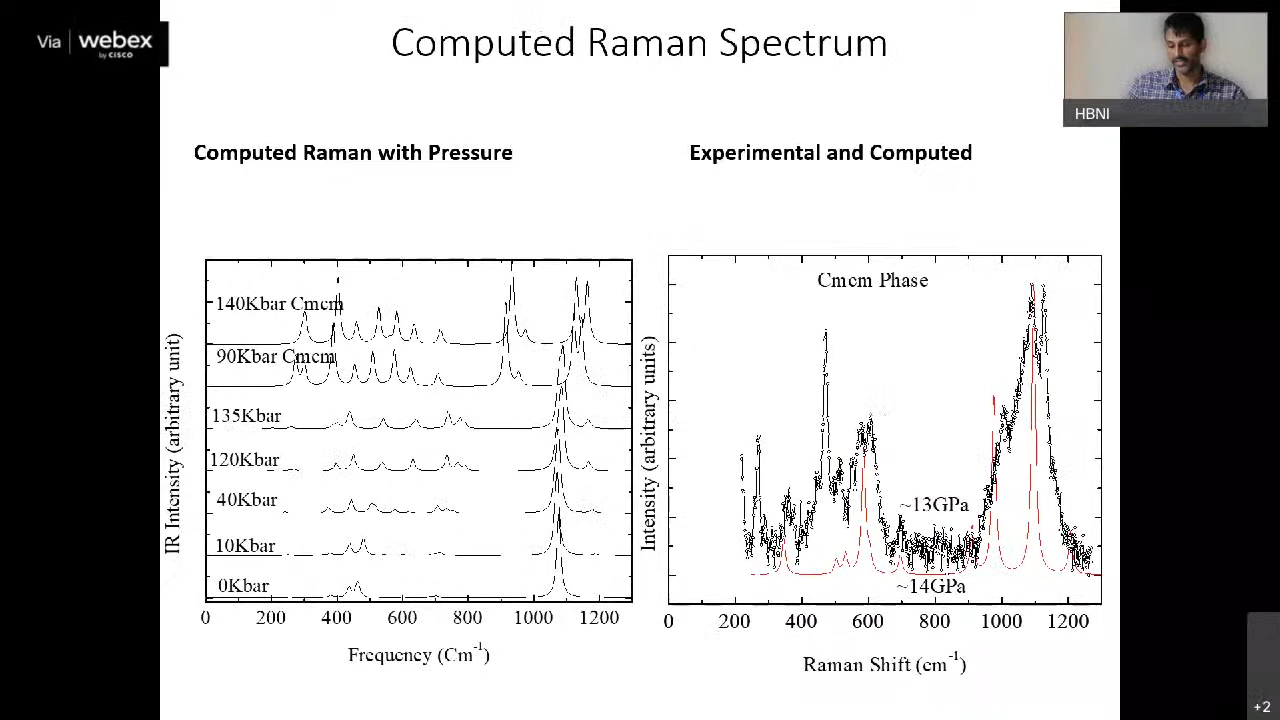 Via webex
by CISCO
Computed Raman Spectrum
HBNI
Computed Raman with Pressure
Experimental and Computed
140Kbar Cmcm
90Kbar Cmcm
135Kbar
120Kbar
40Kbar
10Kbar
0Kbar
IR Intensity (arbitrary unit)
0 200 400 600 800 1000 1200
Frequency (Cm-1)
Cmcm Phase
~13GPa
~14GPa
Intensity (arbitrary units)
0 200 400 600 800 1000 1200
Raman Shift (cm-1)
+2